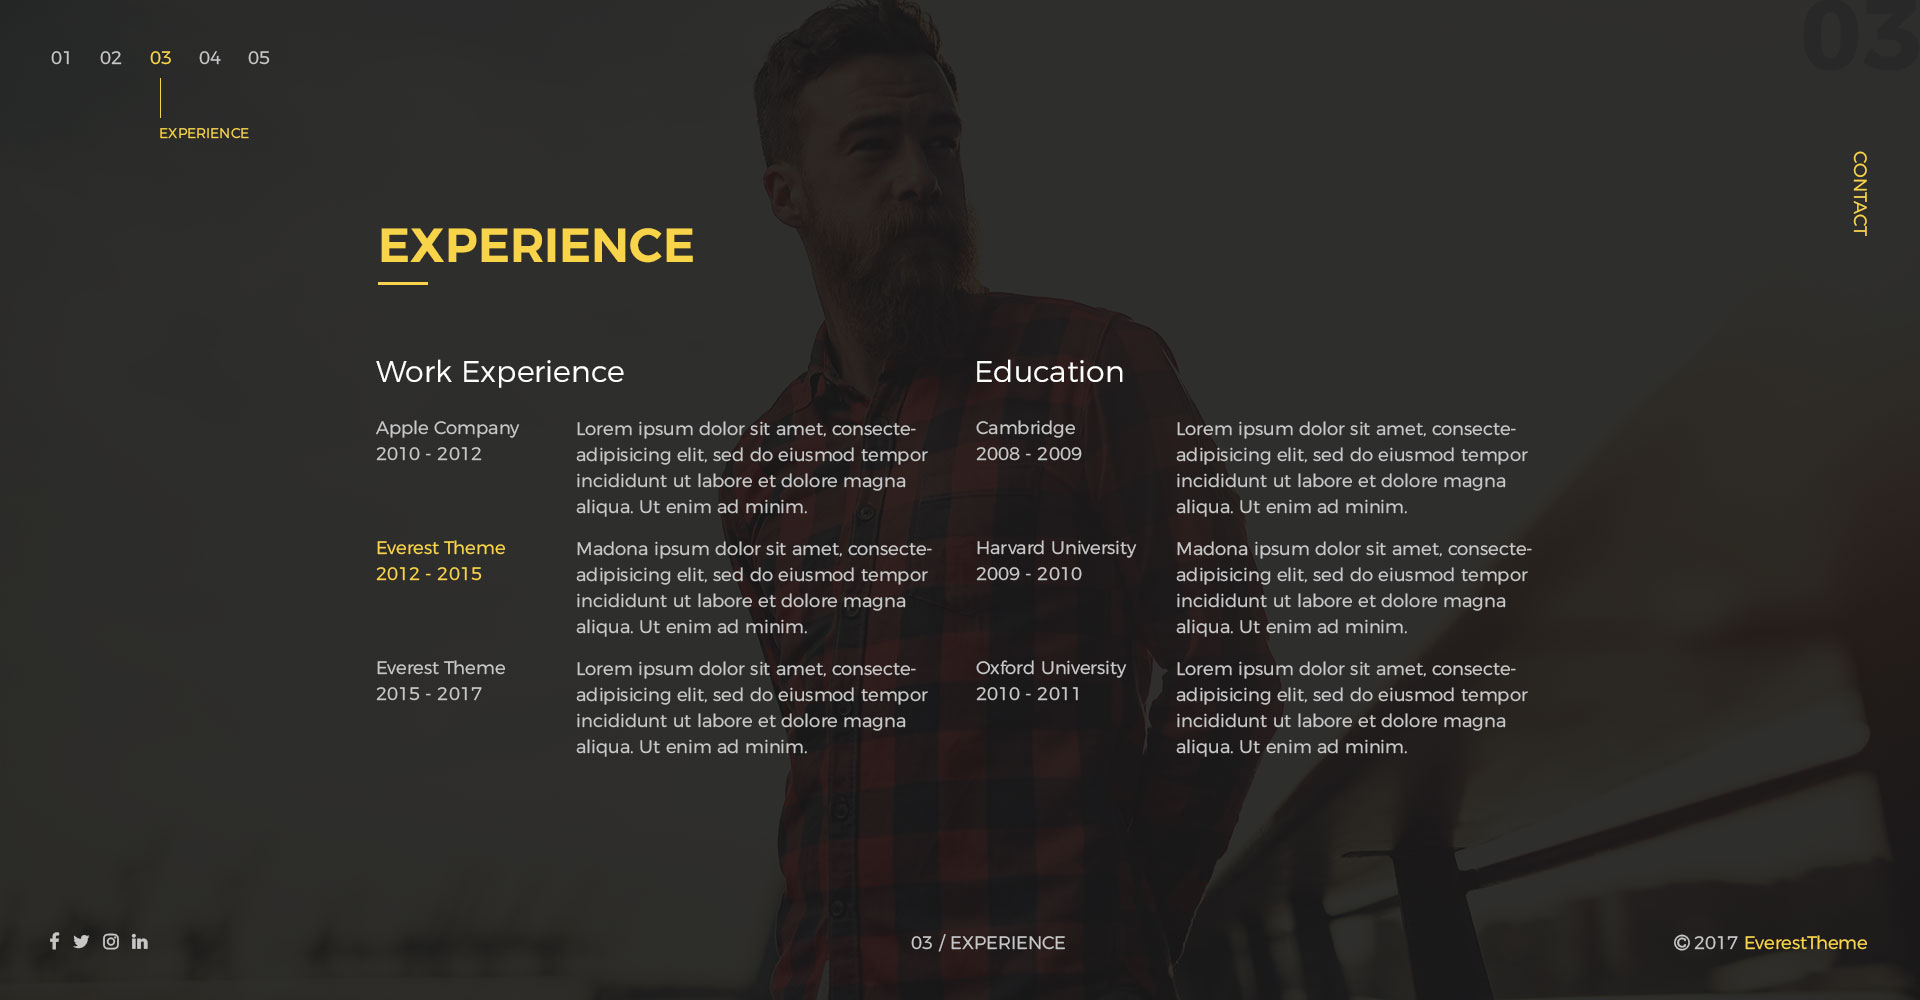 03
01 02 03 04 05
EXPERIENCE
CONTACT
EXPERIENCE
Work Experience
Apple Company
2010 - 2012
Lorem ipsum dolor sit amet, consecte-
adipisicing elit, sed do eiusmod tempor
incididunt ut labore et dolore magna
aliqua. Ut enim ad minim.
Everest Theme
2012 - 2015
Madona ipsum dolor sit amet, consecte-
adipisicing elit, sed do eiusmod tempor
incididunt ut labore et dolore magna
aliqua. Ut enim ad minim.
Everest Theme
2015 - 2017
Lorem ipsum dolor sit amet, consecte-
adipisicing elit, sed do eiusmod tempor
incididunt ut labore et dolore magna
aliqua. Ut enim ad minim.
Education
Cambridge
2008 - 2009
Lorem ipsum dolor sit amet, consecte-
adipisicing elit, sed do eiusmod tempor
incididunt ut labore et dolore magna
aliqua. Ut enim ad minim.
Harvard University
2009 - 2010
Madona ipsum dolor sit amet, consecte-
adipisicing elit, sed do eiusmod tempor
incididunt ut labore et dolore magna
aliqua. Ut enim ad minim.
Oxford University
2010 - 2011
Lorem ipsum dolor sit amet, consecte-
adipisicing elit, sed do eiusmod tempor
incididunt ut labore et dolore magna
aliqua. Ut enim ad minim.
03 / EXPERIENCE
© 2017 EverestTheme